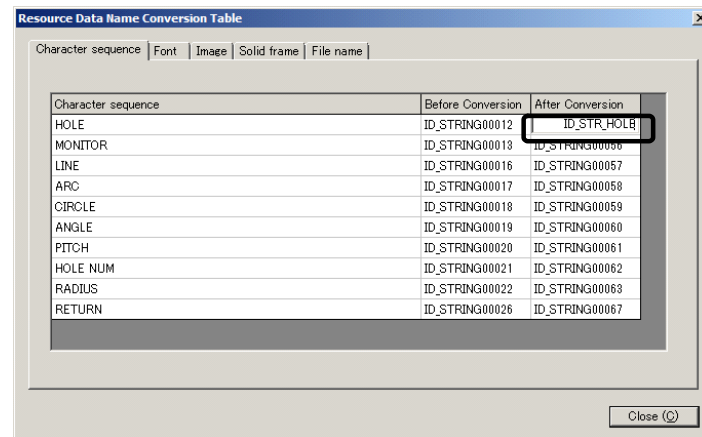 Resource Data Name Conversion Table
Character sequence Font Image Solid frame File name
Character sequence Before Conversion After Conversion
HOLE ID_STRING00012 ID_STR_HOLE
MONITOR ID_STRING00013 ID_STRING00056
LINE ID_STRING00016 ID_STRING00057
ARC ID_STRING00017 ID_STRING00058
CIRCLE ID_STRING00018 ID_STRING00059
ANGLE ID_STRING00019 ID_STRING00060
PITCH ID_STRING00020 ID_STRING00061
HOLE NUM ID_STRING00021 ID_STRING00062
RADIUS ID_STRING00022 ID_STRING00063
RETURN ID_STRING00026 ID_STRING00067
Close (C)